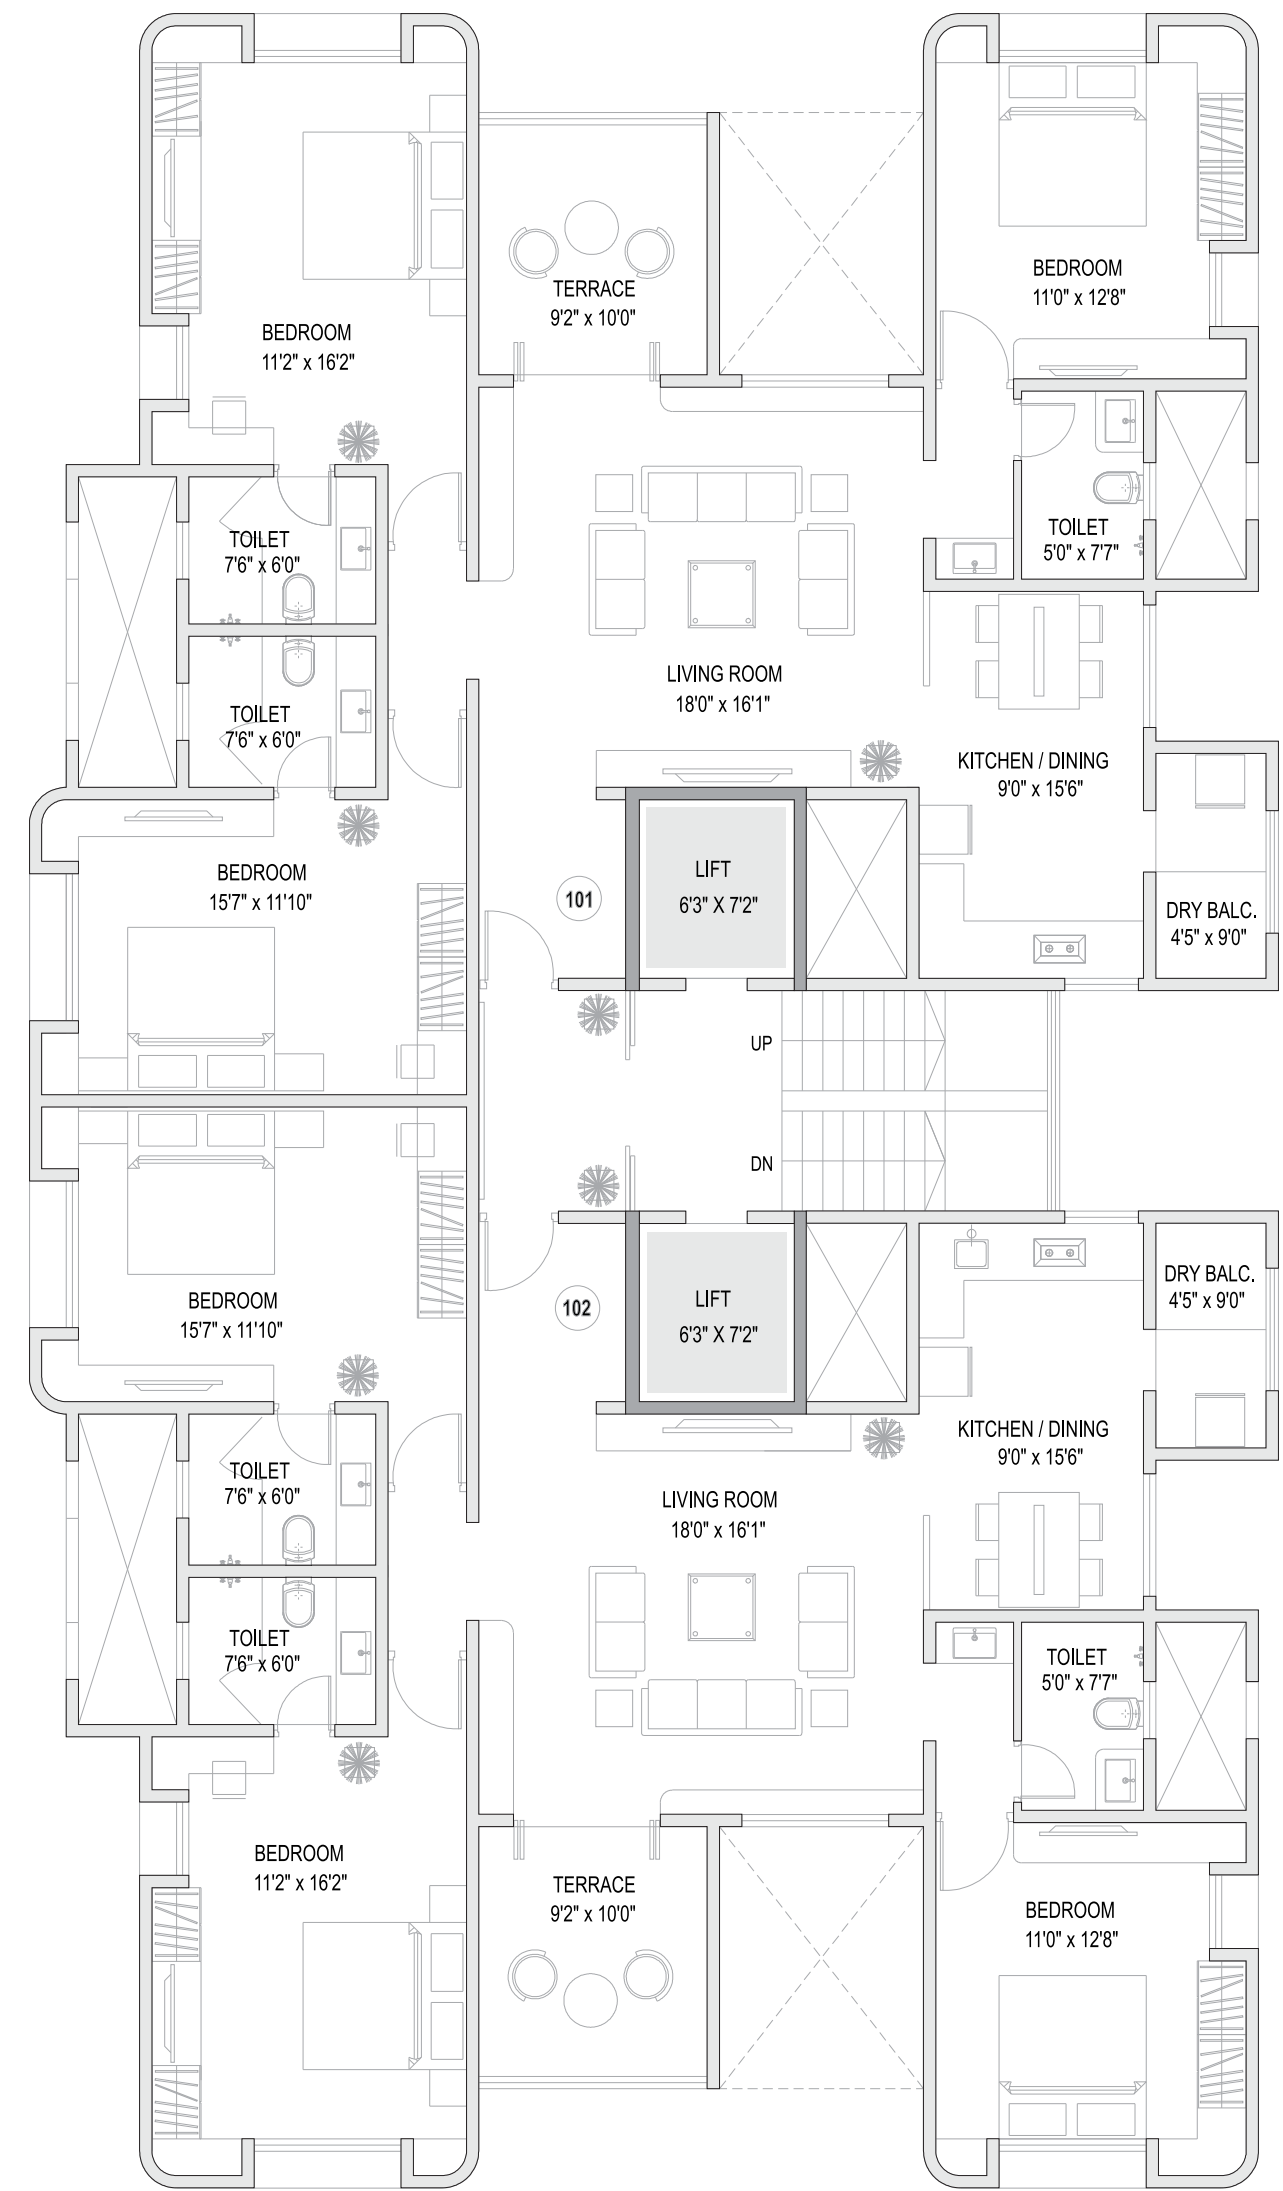 BEDROOM
11'0" x 12'8"
TERRACE
9'2" x 10'0"
BEDROOM
11'2" x 16'2"
TOILET
5'0" x 7'7"
TOILET
7'6" x 6'0"
LIVING ROOM
18'0" x 16'1"
TOILET
7'6" x 6'0"
KITCHEN / DINING
9'0" x 15'6"
BEDROOM
15'7" x 11'10"
LIFT
6'3" X 7'2"
101
DRY BALC.
4'5" x 9'0"
UP
DN
BEDROOM
15'7" x 11'10"
102
LIFT
6'3" X 7'2"
DRY BALC.
4'5" x 9'0"
KITCHEN / DINING
9'0" x 15'6"
TOILET
7'6" x 6'0"
LIVING ROOM
18'0" x 16'1"
TOILET
7'6" x 6'0"
TOILET
5'0" x 7'7"
BEDROOM
11'2" x 16'2"
TERRACE
9'2" x 10'0"
BEDROOM
11'0" x 12'8"